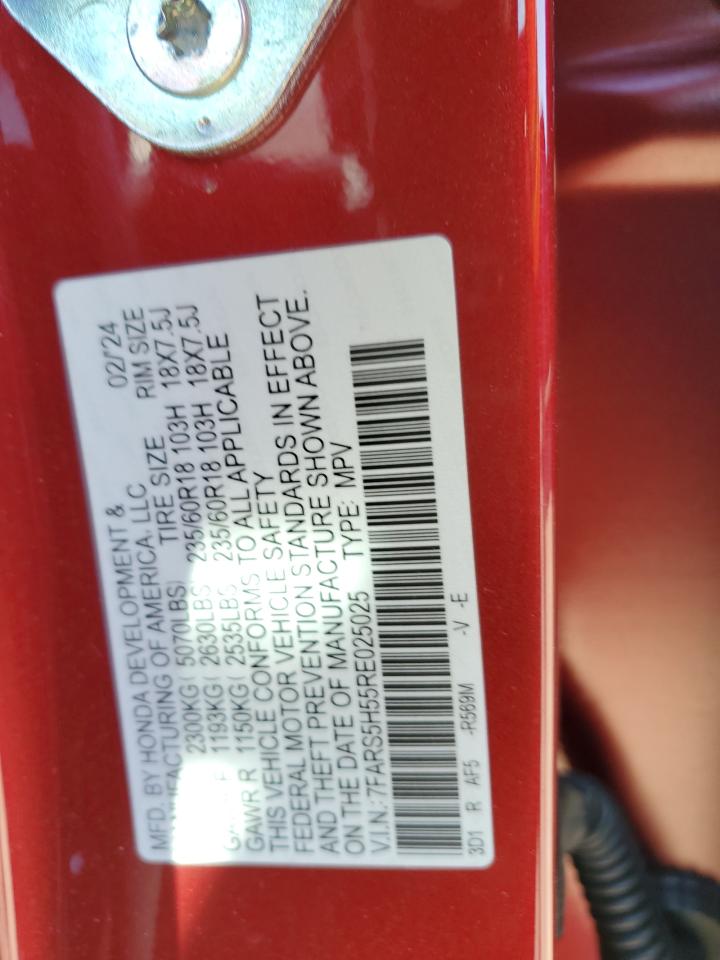 MFD. BY HONDA DEVELOPMENT & 02/'24
MANUFACTURING OF AMERICA, LLC TIRE SIZE RIM SIZE
2300KG( 5070LBS) 235/60R18 103H 18X7.5J
1193KG( 2630LBS 235/60R18 103H 18X7.5J
GAWR R 1150KG( 2535LBS
THIS VEHICLE CONFORMS TO ALL APPLICABLE
FEDERAL MOTOR VEHICLE SAFETY
AND THEFT PREVENTION STANDARDS IN EFFECT
ON THE DATE OF MANUFACTURE SHOWN ABOVE.
V.I.N.: 7FARS5H55RE025025 TYPE: MPV
3D1 R AF5 -R569M -V -E